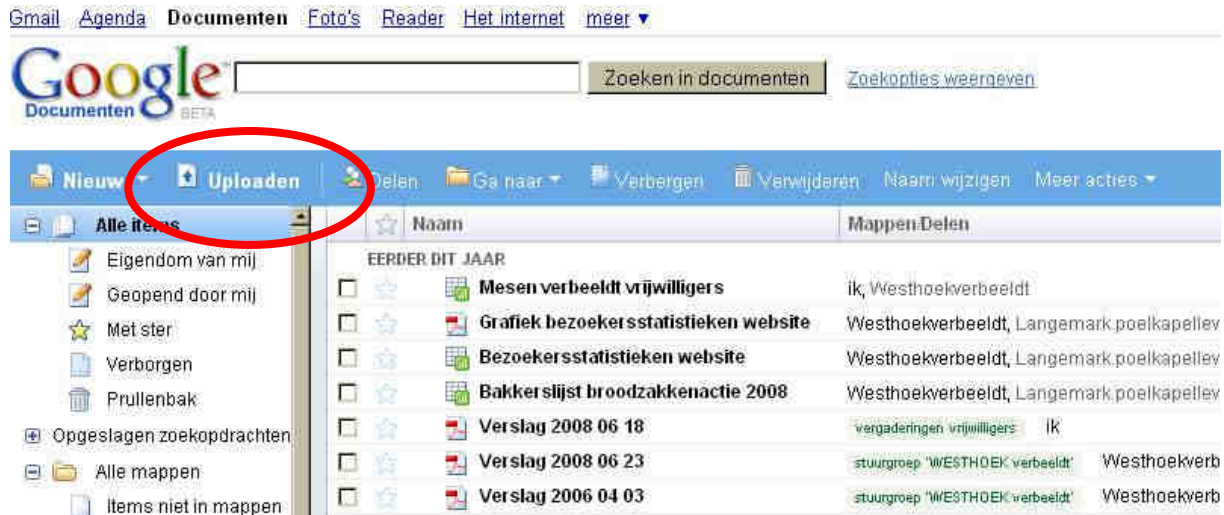 Gmail Agenda Documenten Foto's Reader Het internet meer ▼
Google Zoeken in documenten Zoekopties weergeven
Documenten BETA
Nieuw Uploaden Delen Ga naar Verbergen Verwijderen Naam wijzigen Meer acties
Alle items Naam Mappen/Delen
EERDER DIT JAAR
Eigendom van mij Mesen verbeeldt vrijwilligers ik, Westhoekverbeeldt
Geopend door mij Grafiek bezoekersstatistieken website Westhoekverbeeldt, Langemark.poelkapellev
Met ster Bezoekersstatistieken website Westhoekverbeeldt, Langemark.poelkapellev
Verborgen Bakkerslijst broodzakkenactie 2008 Westhoekverbeeldt, Langemark.poelkapellev
Prullenbak Verslag 2008 06 18 vergaderingen vrijwilligers ik
Opgeslagen zoekopdrachten Verslag 2008 06 23 stuurgroep 'WESTHOEK verbeeldt' Westhoekverb
Alle mappen Verslag 2006 04 03 stuurgroep 'WESTHOEK verbeeldt' Westhoekverb
Items niet in mappen